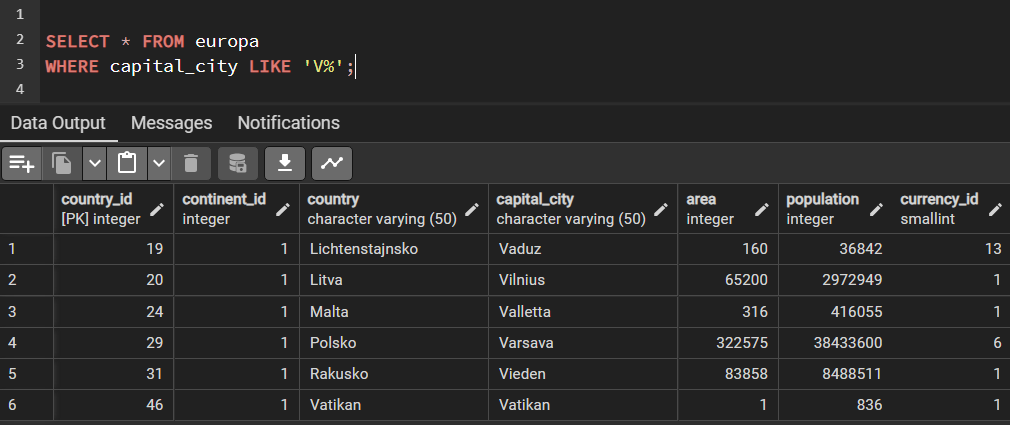 1
2 SELECT * FROM europa
3 WHERE capital_city LIKE 'V%';
4
Data Output Messages Notifications
country_id continent_id country capital_city area population currency_id
[PK] integer integer character varying (50) character varying (50) integer integer smallint
1 19 1 Lichtenstajnsko Vaduz 160 36842 13
2 20 1 Litva Vilnius 65200 2972949 1
3 24 1 Malta Valletta 316 416055 1
4 29 1 Polsko Varsava 322575 38433600 6
5 31 1 Rakusko Vieden 83858 8488511 1
6 46 1 Vatikan Vatikan 1 836 1